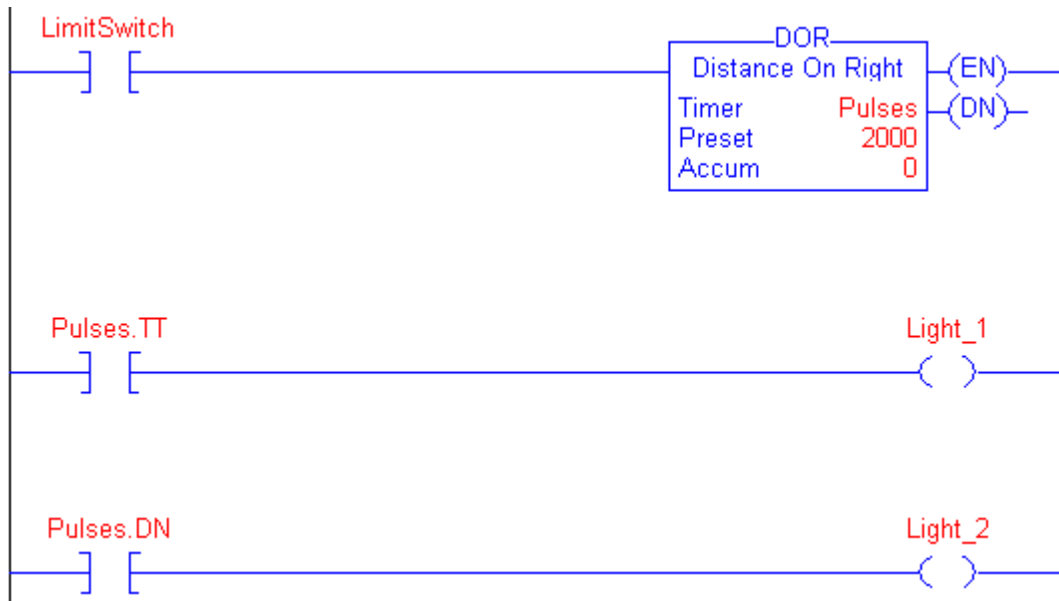 LimitSwitch
DOR
Distance On Right
EN
Timer Pulses
DN
Preset 2000
Accum 0
Pulses.TT
Light_1
Pulses.DN
Light_2